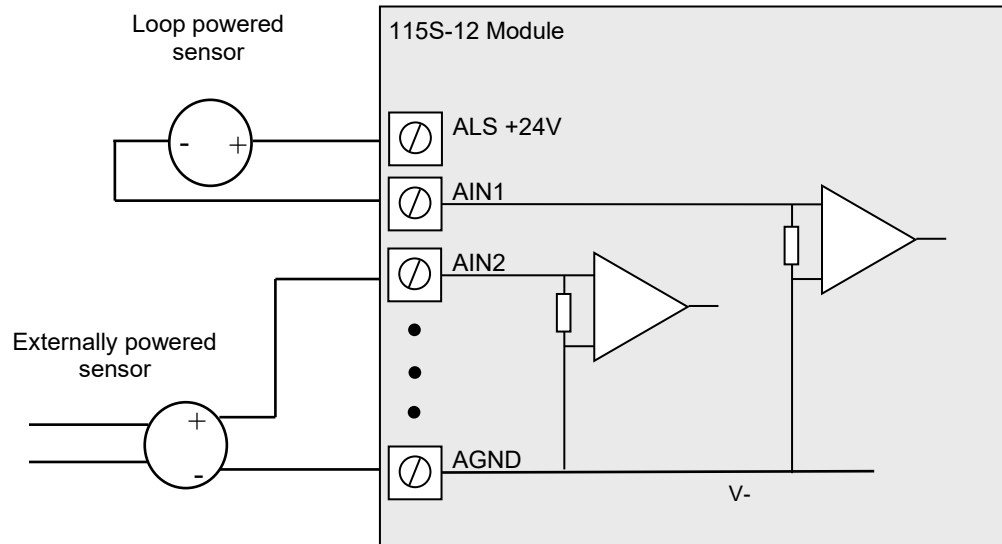 Loop powered
sensor
115S-12 Module
ALS +24V
- +
AIN1
AIN2
Externally powered
sensor
+
-
AGND
V-